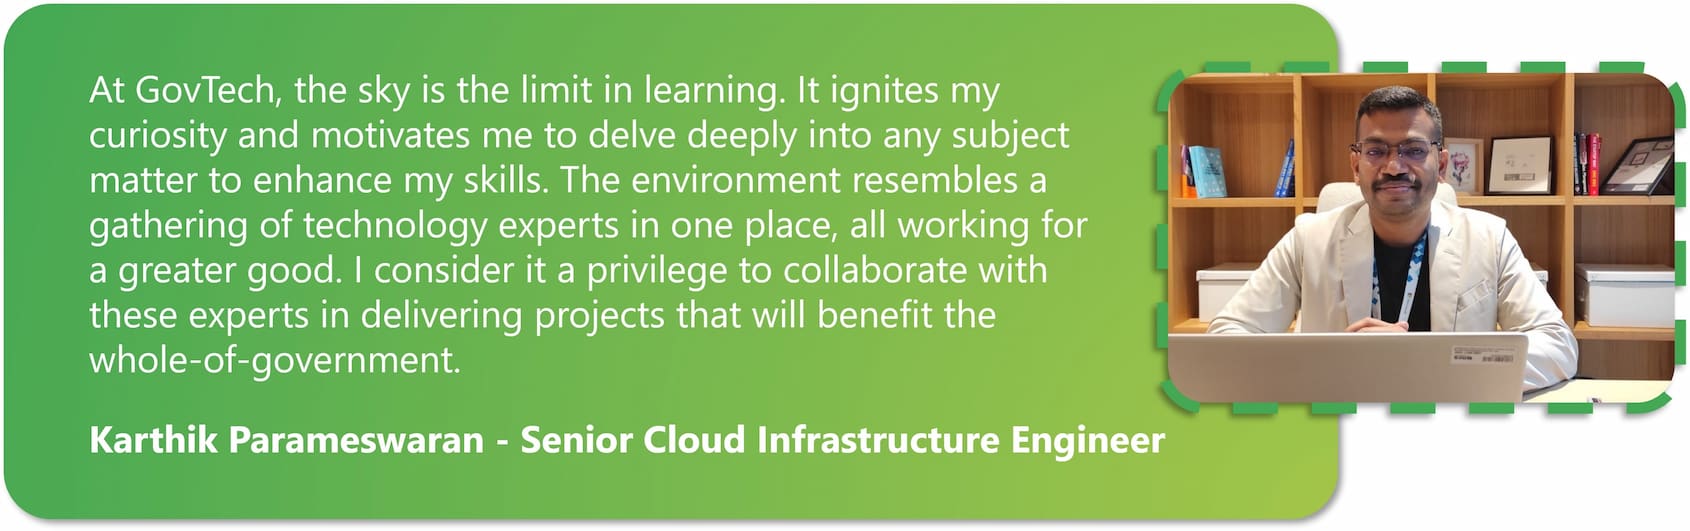 At GovTech, the sky is the limit in learning. It ignites my
curiosity and motivates me to delve deeply into any subject
matter to enhance my skills. The environment resembles a
gathering of technology experts in one place, all working for
a greater good. I consider it a privilege to collaborate with
these experts in delivering projects that will benefit the
whole-of-government.
Karthik Parameswaran - Senior Cloud Infrastructure Engineer